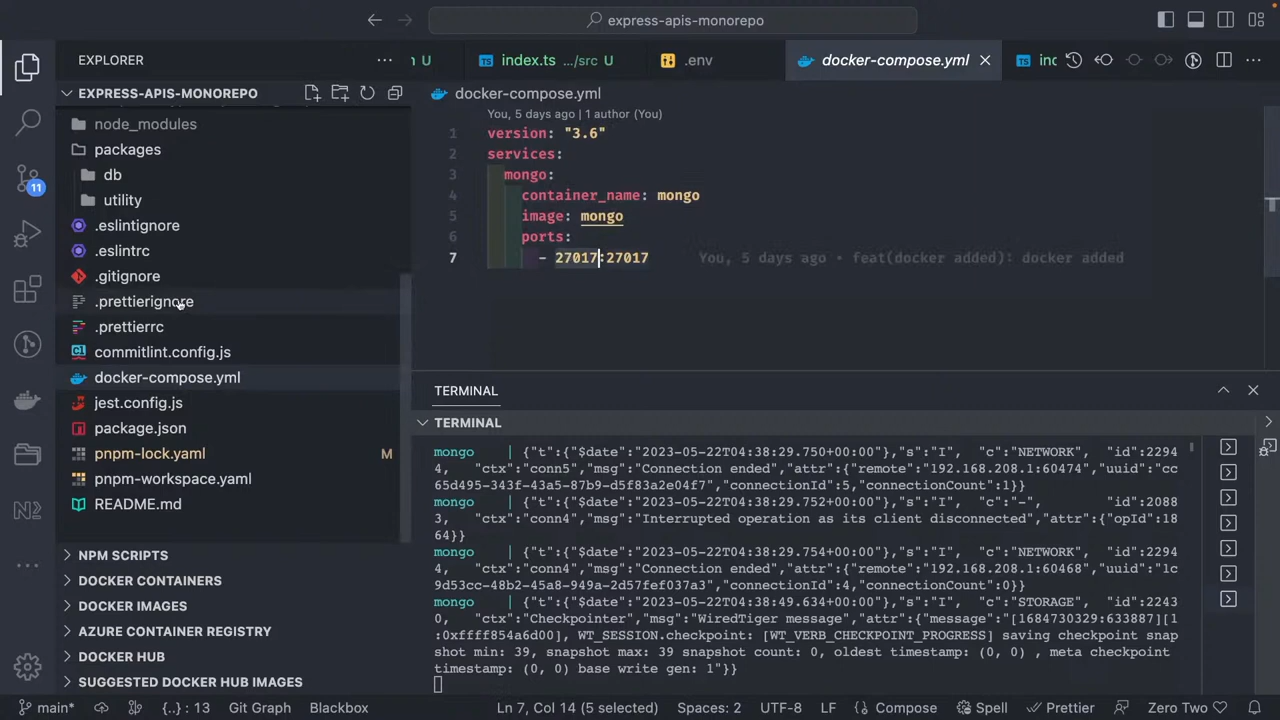 express-apis-monorepo
EXPLORER
EXPRESS-APIS-MONOREPO
node_modules
packages
db
utility
.eslintignore
.eslintrc
.gitignore
.prettierignore
.prettierrc
commitlint.config.js
docker-compose.yml
jest.config.js
package.json
pnpm-lock.yaml M
pnpm-workspace.yaml
README.md
NPM SCRIPTS
DOCKER CONTAINERS
DOCKER IMAGES
AZURE CONTAINER REGISTRY
DOCKER HUB
SUGGESTED DOCKER HUB IMAGES
11
U
index.ts .../src U
.env
docker-compose.yml
TS
docker-compose.yml
You, 5 days ago | 1 author (You)
1 version: "3.6"
2 services:
3 mongo:
4 container_name: mongo
5 image: mongo
6 ports:
7 - 27017:27017 You, 5 days ago • feat(docker added): docker added
TERMINAL
TERMINAL
mongo | {"t":{"$date":"2023-05-22T04:38:29.750+00:00"},"s":"I", "c":"NETWORK", "id":2294
4, "ctx":"conn5","msg":"Connection ended","attr":{"remote":"192.168.208.1:60474","uuid":"cc
65d495-343f-43a5-87b9-d5f83a2e04f7","connectionId":5,"connectionCount":1}}
mongo | {"t":{"$date":"2023-05-22T04:38:29.752+00:00"},"s":"I", "c":"-", "id":2088
3, "ctx":"conn4","msg":"Interrupted operation as its client disconnected","attr":{"opId":18
64}}
mongo | {"t":{"$date":"2023-05-22T04:38:29.754+00:00"},"s":"I", "c":"NETWORK", "id":2294
4, "ctx":"conn4","msg":"Connection ended","attr":{"remote":"192.168.208.1:60468","uuid":"1c
9d53cc-48b2-45a8-949a-2d57fef037a3","connectionId":4,"connectionCount":0}}
mongo | {"t":{"$date":"2023-05-22T04:38:49.634+00:00"},"s":"I", "c":"STORAGE", "id":2243
0, "ctx":"Checkpointer","msg":"WiredTiger message","attr":{"message":"[1684730329:633887][1
:0xffff854a6d00], WT_SESSION.checkpoint: [WT_VERB_CHECKPOINT_PROGRESS] saving checkpoint snap
shot min: 39, snapshot max: 39 snapshot count: 0, oldest timestamp: (0, 0) , meta checkpoint
timestamp: (0, 0) base write gen: 1"}}
main* {..} : 13 Git Graph Blackbox Ln 7, Col 14 (5 selected) Spaces: 2 UTF-8 LF Compose Spell Prettier Zero Two